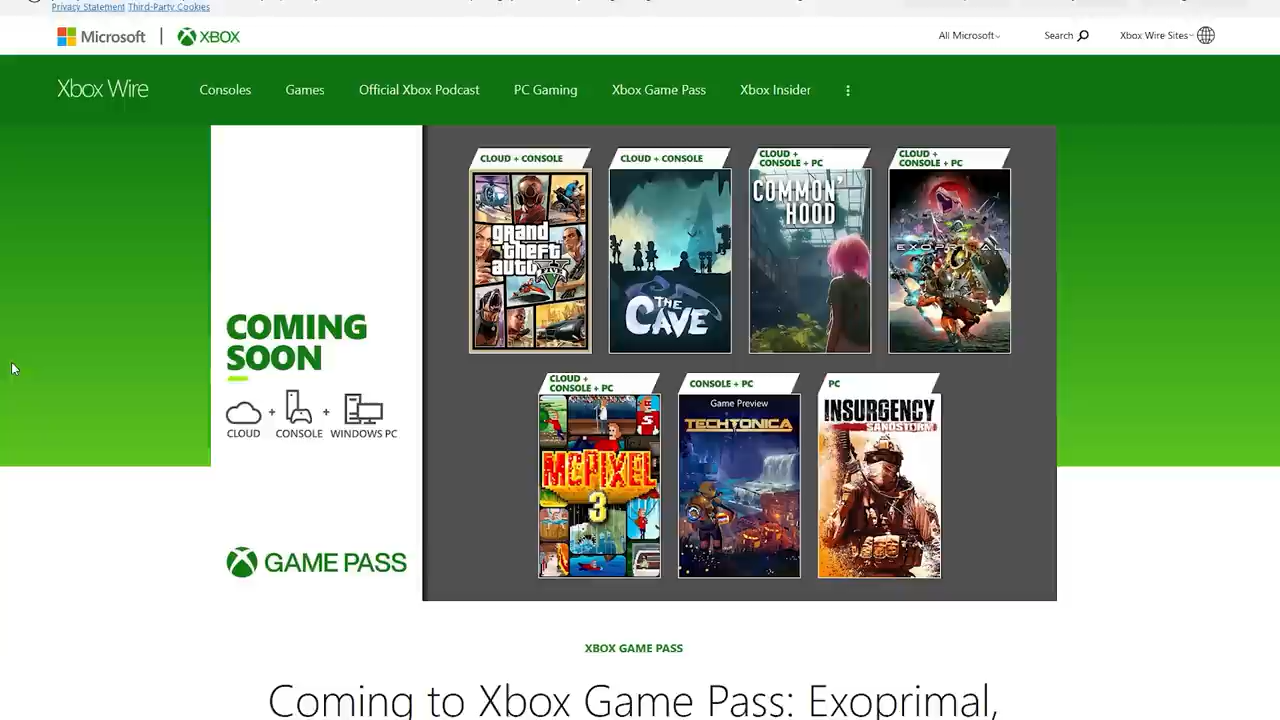 Privacy Statement Third-Party Cookies
Microsoft | XBOX All Microsoft Search Xbox Wire Sites
Xbox Wire Consoles Games Official Xbox Podcast PC Gaming Xbox Game Pass Xbox Insider
CLOUD + CONSOLE
grand
theft
auto V
FIVE
CLOUD + CONSOLE
THE
CAVE
CLOUD +
CONSOLE + PC
COMMON'
HOOD
CLOUD +
CONSOLE + PC
EXOPRIMAL
COMING
SOON
CLOUD + CONSOLE + WINDOWS PC
GAME PASS
CLOUD +
CONSOLE + PC
MCPIXEL
3
CONSOLE + PC
Game Preview
TECHTONICA
PC
INSURGENCY
SANDSTORM
XBOX GAME PASS
Coming to Xbox Game Pass: Exoprimal,